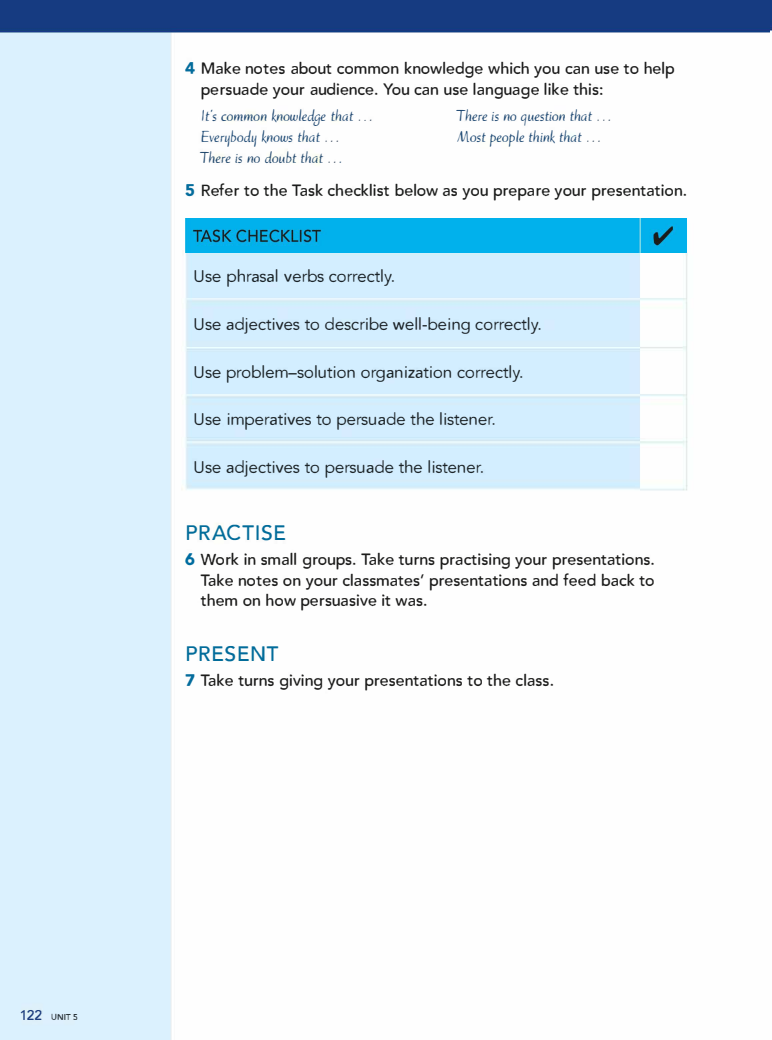 4 Make notes about common knowledge which you can use to help
persuade your audience. You can use language like this:
It's common knowledge that ... There is no question that ...
Everybody knows that ... Most people think that ...
There is no doubt that ...
5 Refer to the Task checklist below as you prepare your presentation.
TASK CHECKLIST ✔
Use phrasal verbs correctly.
Use adjectives to describe well-being correctly.
Use problem–solution organization correctly.
Use imperatives to persuade the listener.
Use adjectives to persuade the listener.
PRACTISE
6 Work in small groups. Take turns practising your presentations.
Take notes on your classmates' presentations and feed back to
them on how persuasive it was.
PRESENT
7 Take turns giving your presentations to the class.
122 UNIT 5